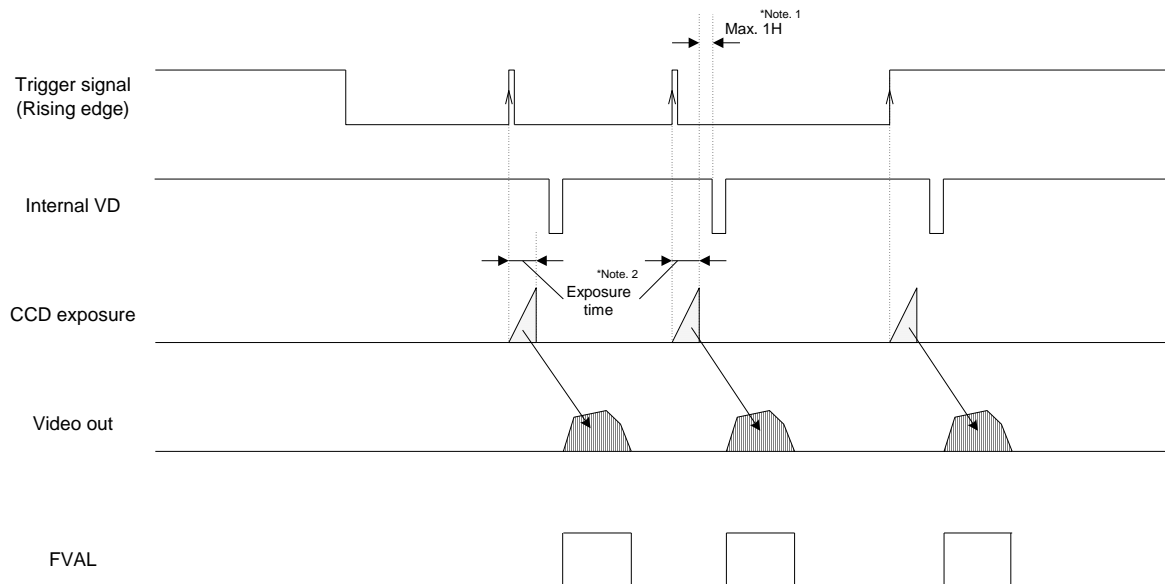 *Note. 1
Max. 1H
Trigger signal
(Rising edge)
Internal VD
*Note. 2
Exposure
time
CCD exposure
Video out
FVAL